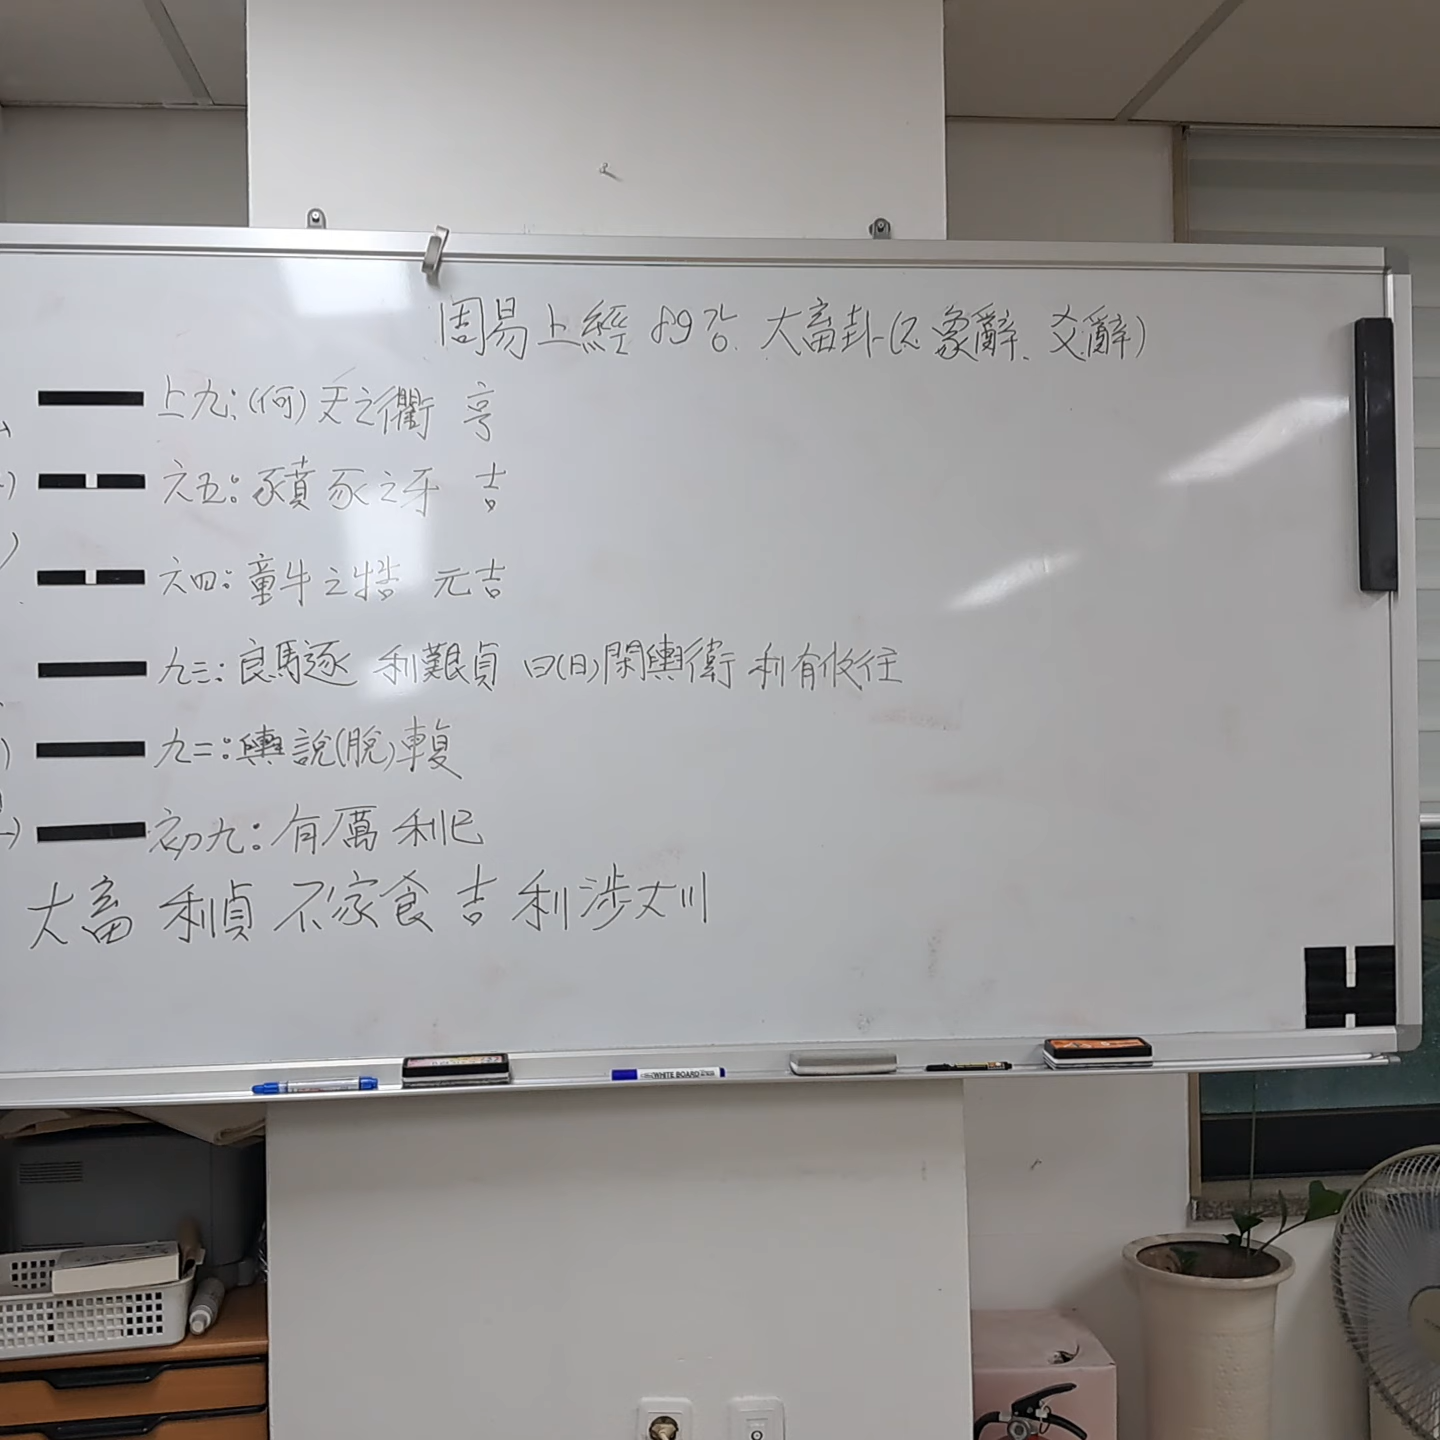 周易上經 89강. 大畜卦(2. 象辭. 爻辭)
上九:(何) 天之衢 亨
六五: 豶豕之牙 吉
六四: 童牛之牿 元吉
九三: 良馬逐 利艱貞 曰(日)閑輿衛 利有攸往
九二: 輿說(脫)輹
初九: 有厲 利已
大畜 利貞 不家食 吉 利涉大川
WHITE BOARD